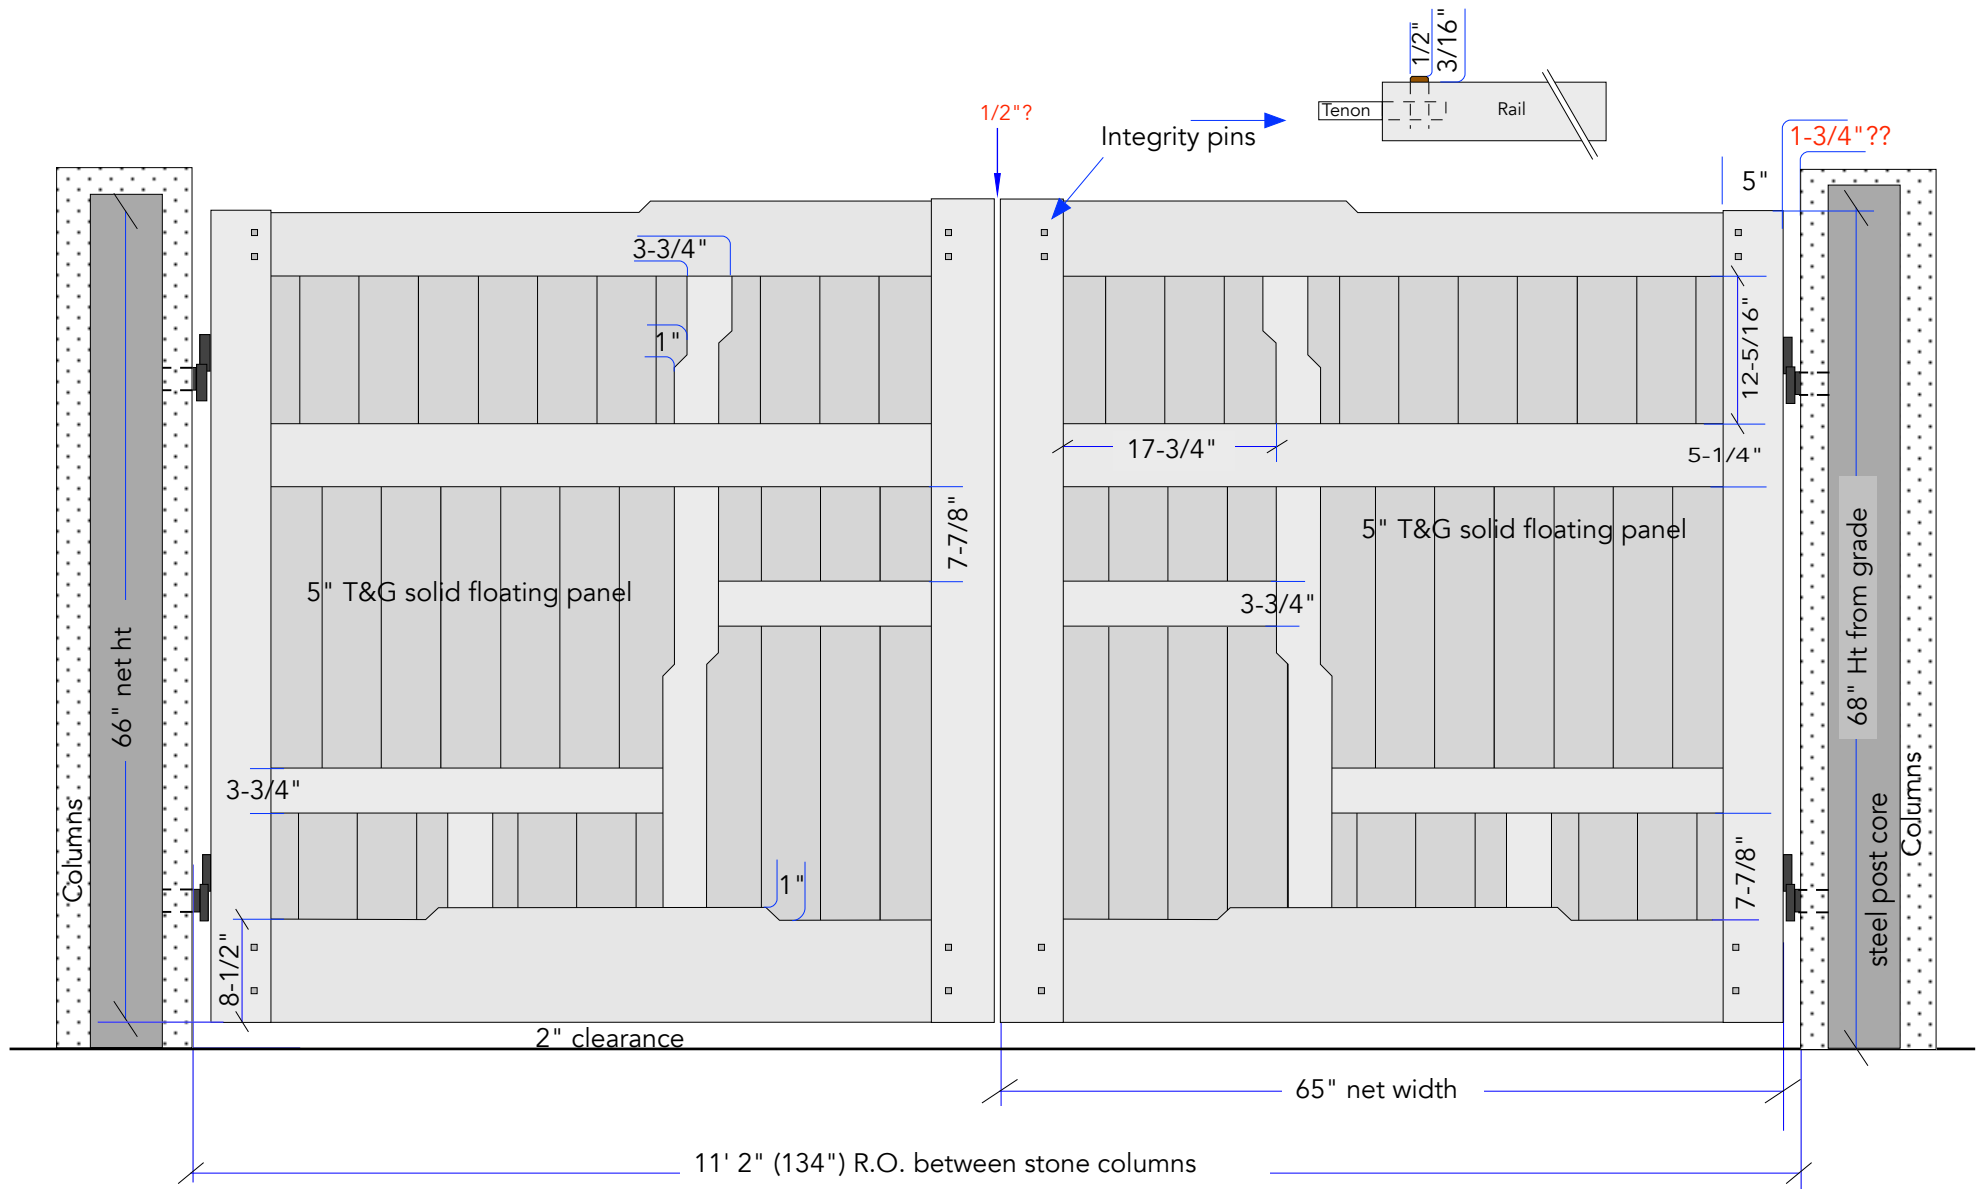 1/2"
3/16"
Tenon
Rail
1/2"?
Integrity pins
1-3/4"??
5"
3-3/4"
1"
12-5/16"
17-3/4"
5-1/4"
7-7/8"
5" T&G solid floating panel
5" T&G solid floating panel
3-3/4"
66" net ht
68" Ht from grade
3-3/4"
Columns
Columns
steel post core
1"
7-7/8"
8-1/2"
2" clearance
65" net width
11' 2" (134") R.O. between stone columns